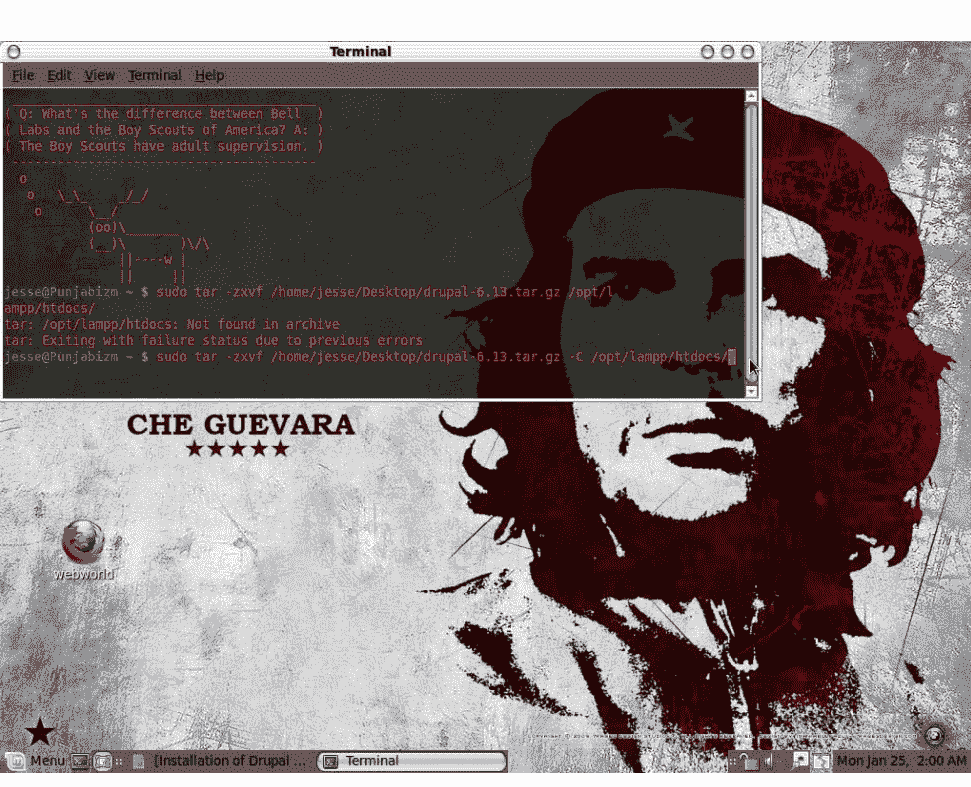 Terminal
File Edit View Terminal Help
( Q: What's the difference between Bell )
( Labs and the Boy Scouts of America? A: )
( The Boy Scouts have adult supervision. )
jesse@Punjabizm ~ $ sudo tar -zxvf /home/jesse/Desktop/drupal-6.13.tar.gz /opt/l
ampp/htdocs/
tar: /opt/lampp/htdocs: Not found in archive
tar: Exiting with failure status due to previous errors
jesse@Punjabizm ~ $ sudo tar -zxvf /home/jesse/Desktop/drupal-6.13.tar.gz -C /opt/lampp/htdocs/
CHE GUEVARA
webworld
Menu [Installation of Drupal ... Terminal Mon Jan 25, 2:00 AM